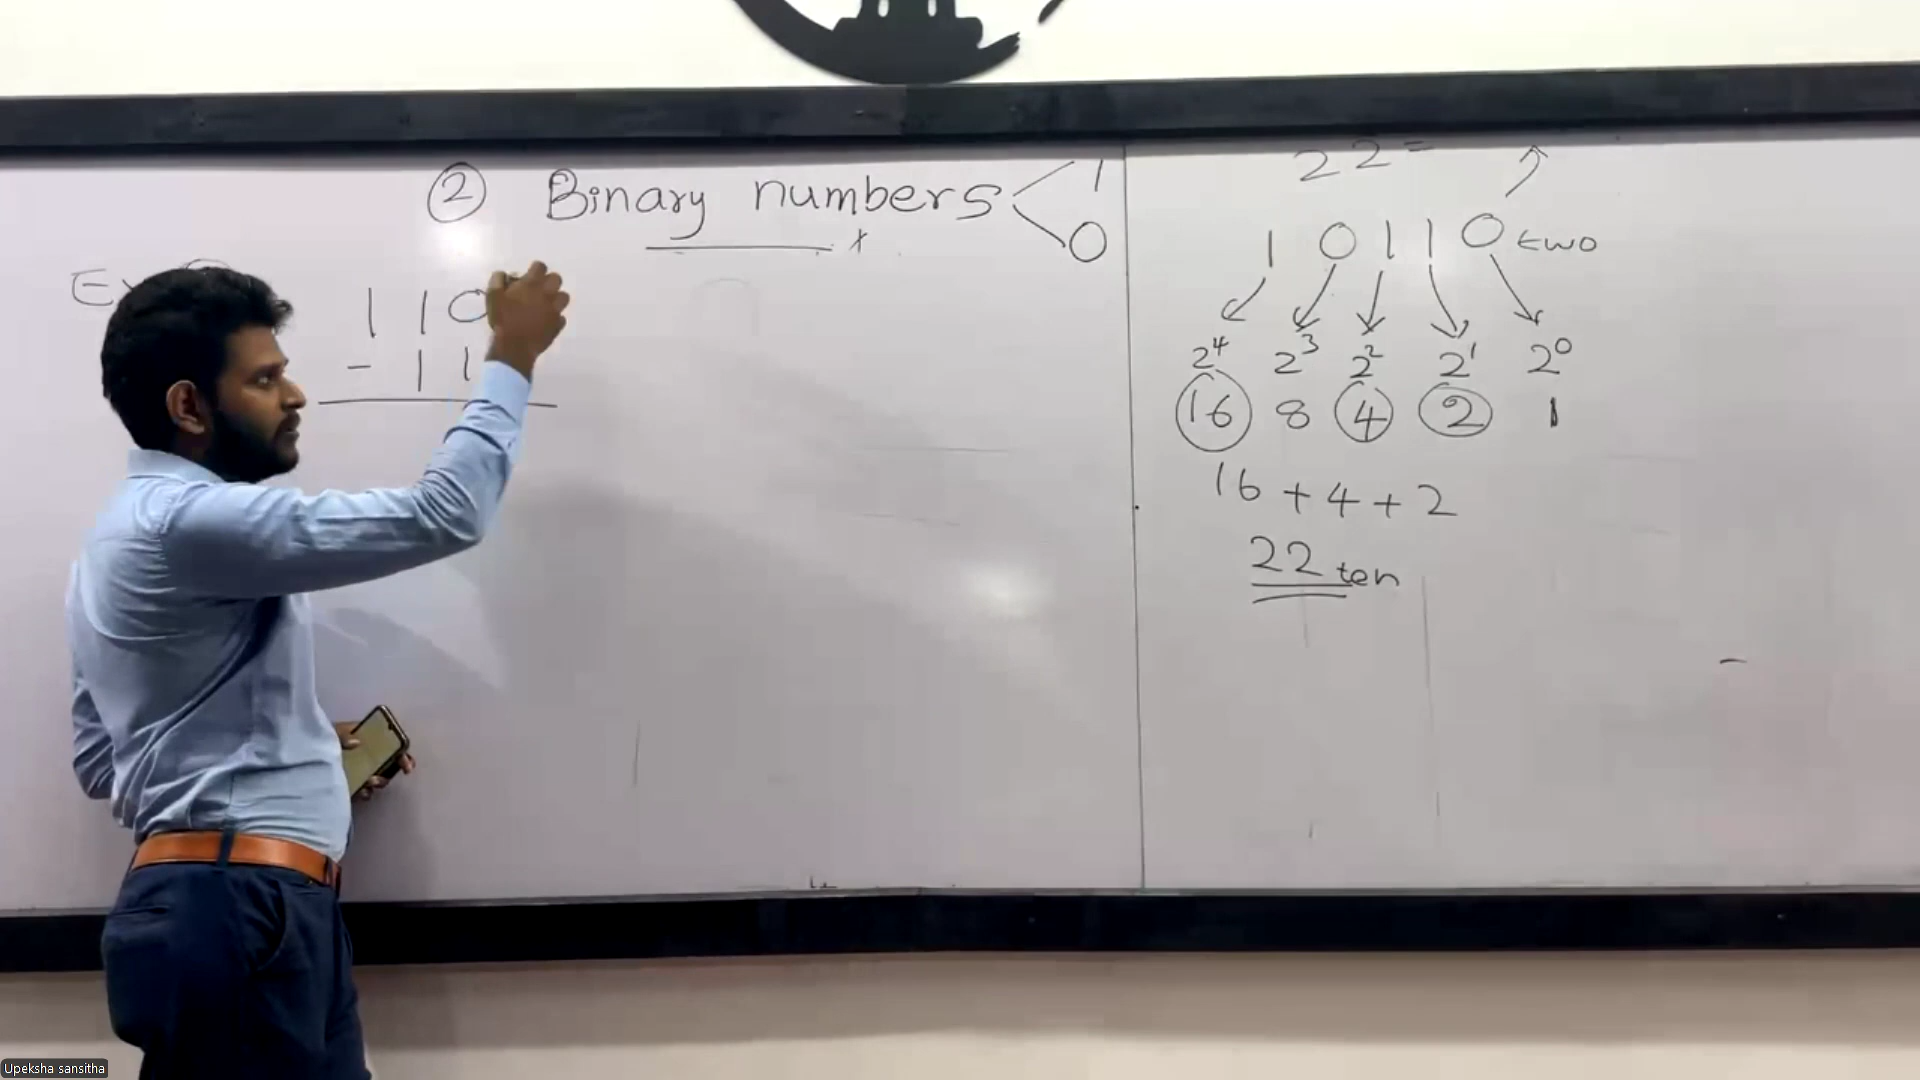 ② Binary numbers < 1
0
1 1 0
- 1 1
22 =
1 0 1 1 0 two
2⁴ 2³ 2² 2¹ 2⁰
16 8 4 2 1
16 + 4 + 2
22 ten
Upeksha sansitha